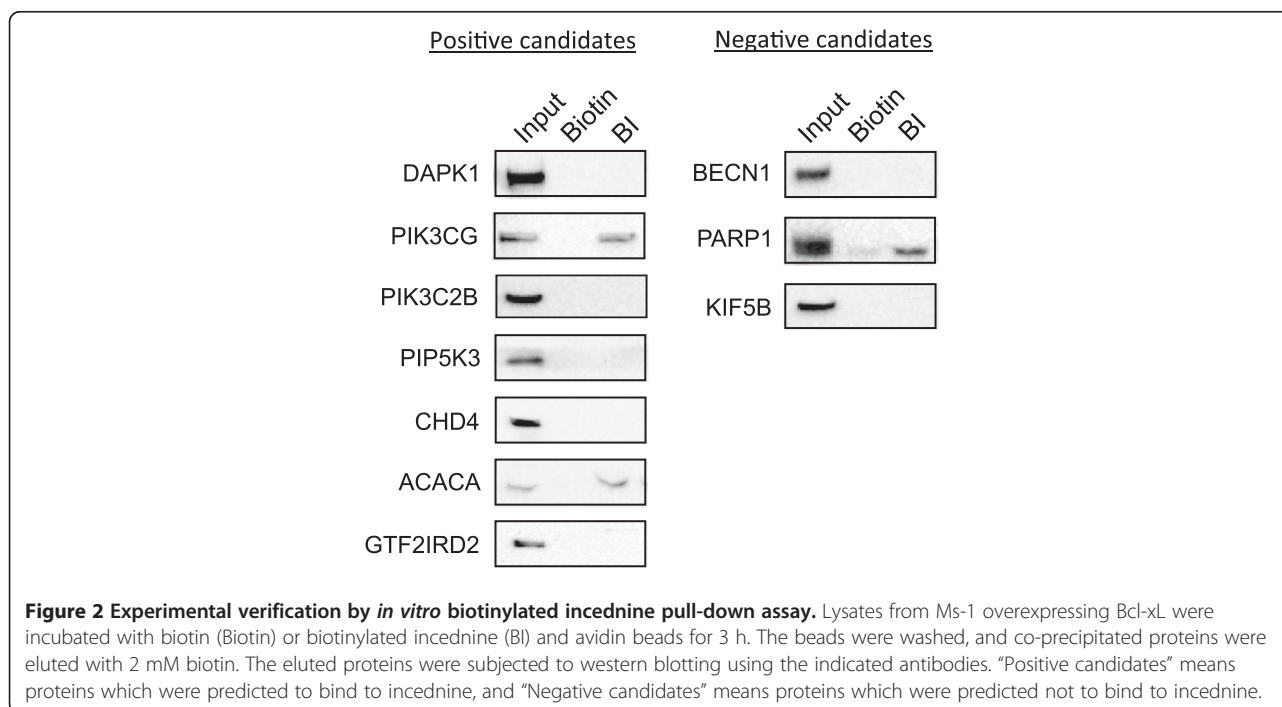 Positive candidates
Input Biotin BI
DAPK1
PIK3CG
PIK3C2B
PIP5K3
CHD4
ACACA
GTF2IRD2
Negative candidates
Input Biotin BI
BECN1
PARP1
KIF5B
Figure 2 Experimental verification by in vitro biotinylated incednine pull-down assay. Lysates from Ms-1 overexpressing Bcl-xL were
incubated with biotin (Biotin) or biotinylated incednine (BI) and avidin beads for 3 h. The beads were washed, and co-precipitated proteins were
eluted with 2 mM biotin. The eluted proteins were subjected to western blotting using the indicated antibodies. “Positive candidates” means
proteins which were predicted to bind to incednine, and “Negative candidates” means proteins which were predicted not to bind to incednine.